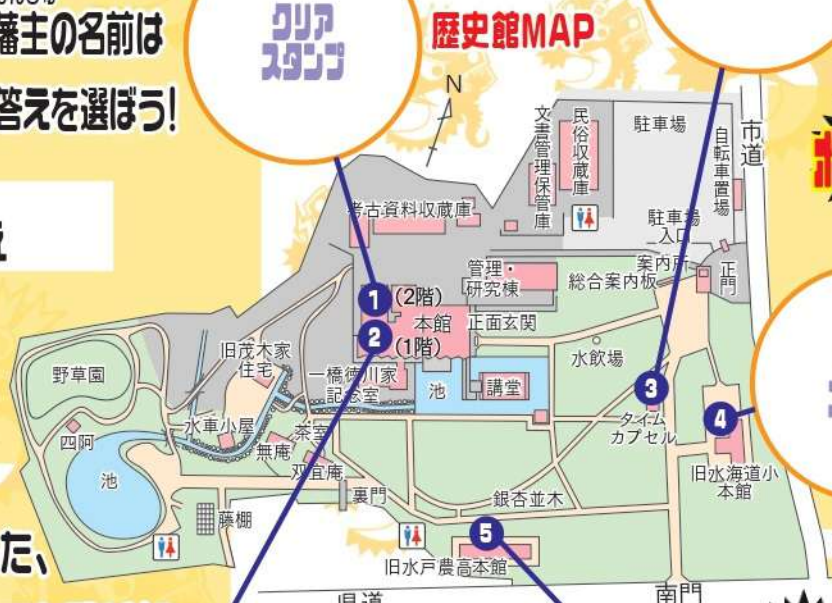 藩主の名前は
答えを選ぼう!
クリア
スタンプ
歴史館MAP
N
文書管理保管庫
民俗収蔵庫
駐車場
自転車置場
市道
考古資料収蔵庫
駐車場
入口
案内所
正門
管理・
研究棟
総合案内板
1 (2階)
本館
正面玄関
2 (1階)
旧茂木家
住宅
一橋徳川家
記念室
池
講堂
水飲場
3
タイム
カプセル
4
旧水海道小
本館
野草園
四阿
池
水車小屋
無庵
茶室
双宜庵
裏門
藤棚
銀杏並木
5
旧水戸農高本館
県道
南門
た、